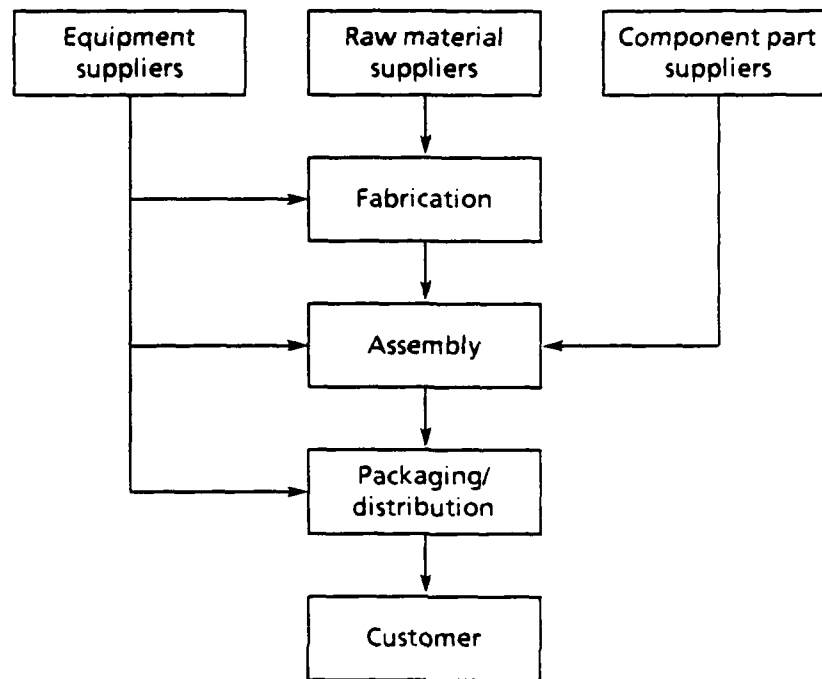 Equipment
suppliers
Raw material
suppliers
Component part
suppliers
Fabrication
Assembly
Packaging/
distribution
Customer